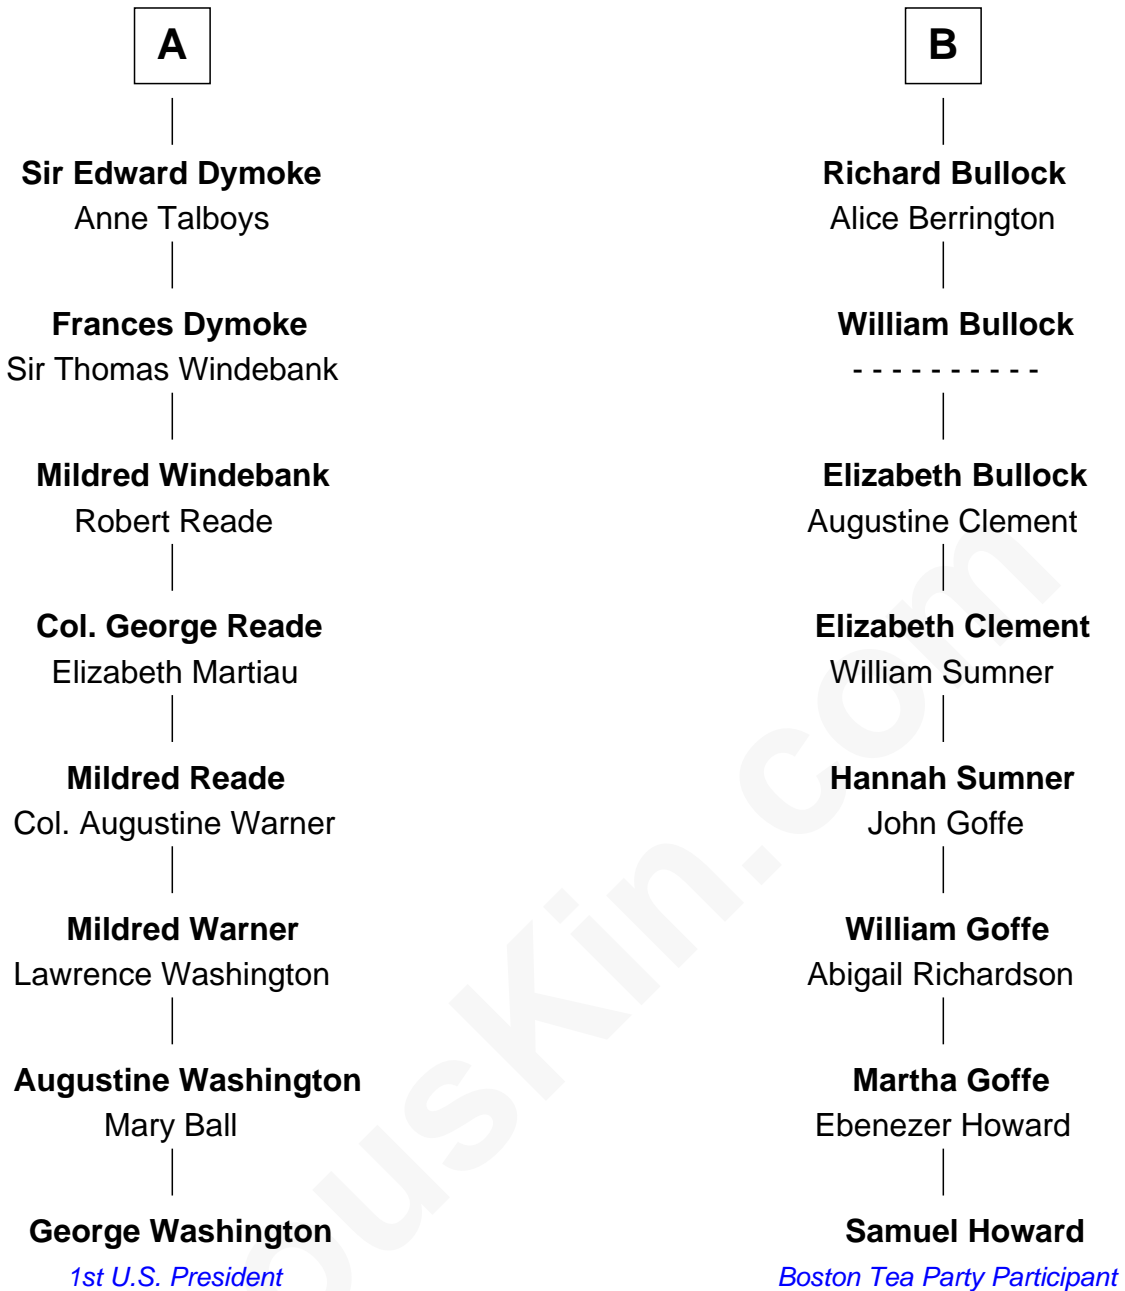 A
Sir Edward Dymoke
Anne Talboys
Frances Dymoke
Sir Thomas Windebank
Mildred Windebank
Robert Reade
Col. George Reade
Elizabeth Martiau
Mildred Reade
Col. Augustine Warner
Mildred Warner
Lawrence Washington
Augustine Washington
Mary Ball
George Washington
1st U.S. President
B
Richard Bullock
Alice Berrington
William Bullock
- - - - - - - - - -
Elizabeth Bullock
Augustine Clement
Elizabeth Clement
William Sumner
Hannah Sumner
John Goffe
William Goffe
Abigail Richardson
Martha Goffe
Ebenezer Howard
Samuel Howard
Boston Tea Party Participant
ousKin.com